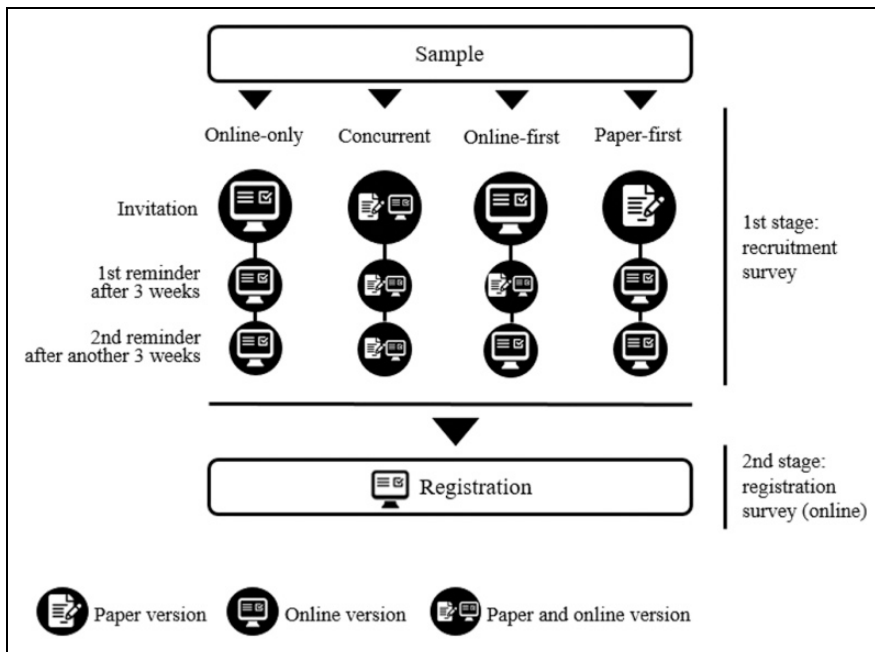 Sample
Online-only Concurrent Online-first Paper-first
Invitation
1st reminder
after 3 weeks
2nd reminder
after another 3 weeks
1st stage:
recruitment
survey
Registration
2nd stage:
registration
survey (online)
Paper version Online version Paper and online version